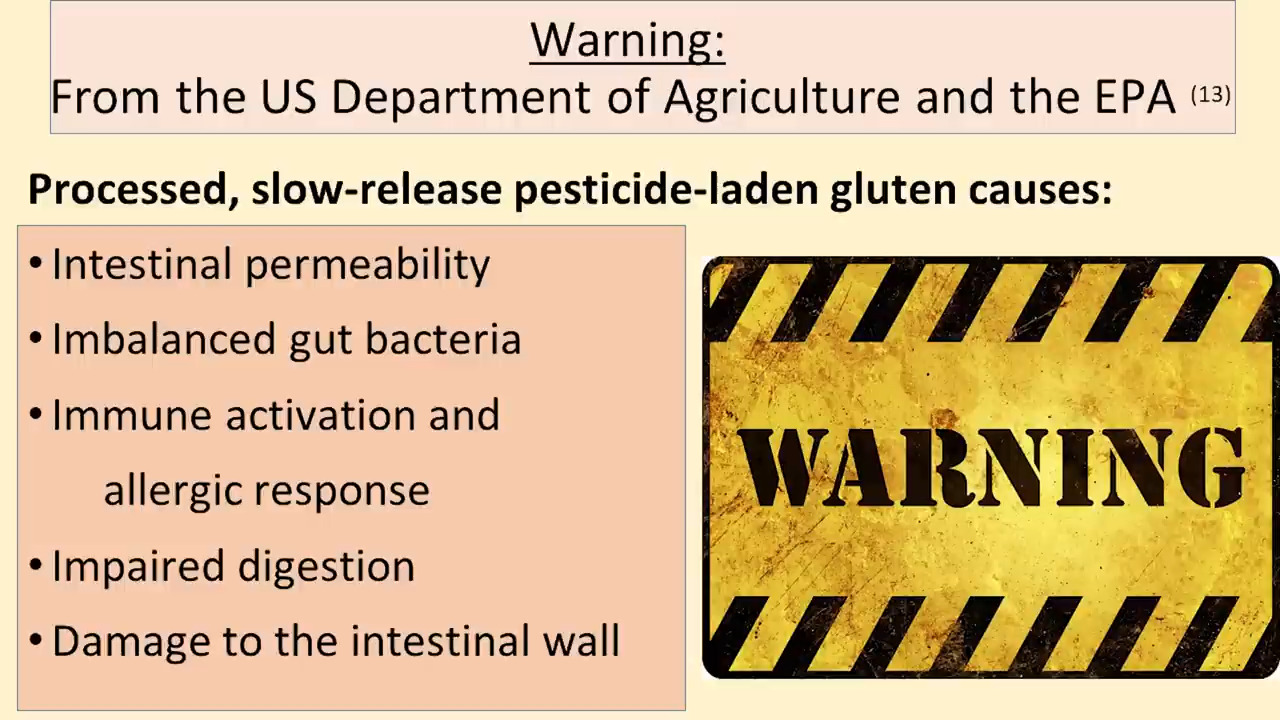 Warning:
From the US Department of Agriculture and the EPA (13)
Processed, slow-release pesticide-laden gluten causes:
• Intestinal permeability
• Imbalanced gut bacteria
• Immune activation and
allergic response
• Impaired digestion
• Damage to the intestinal wall
WARNING